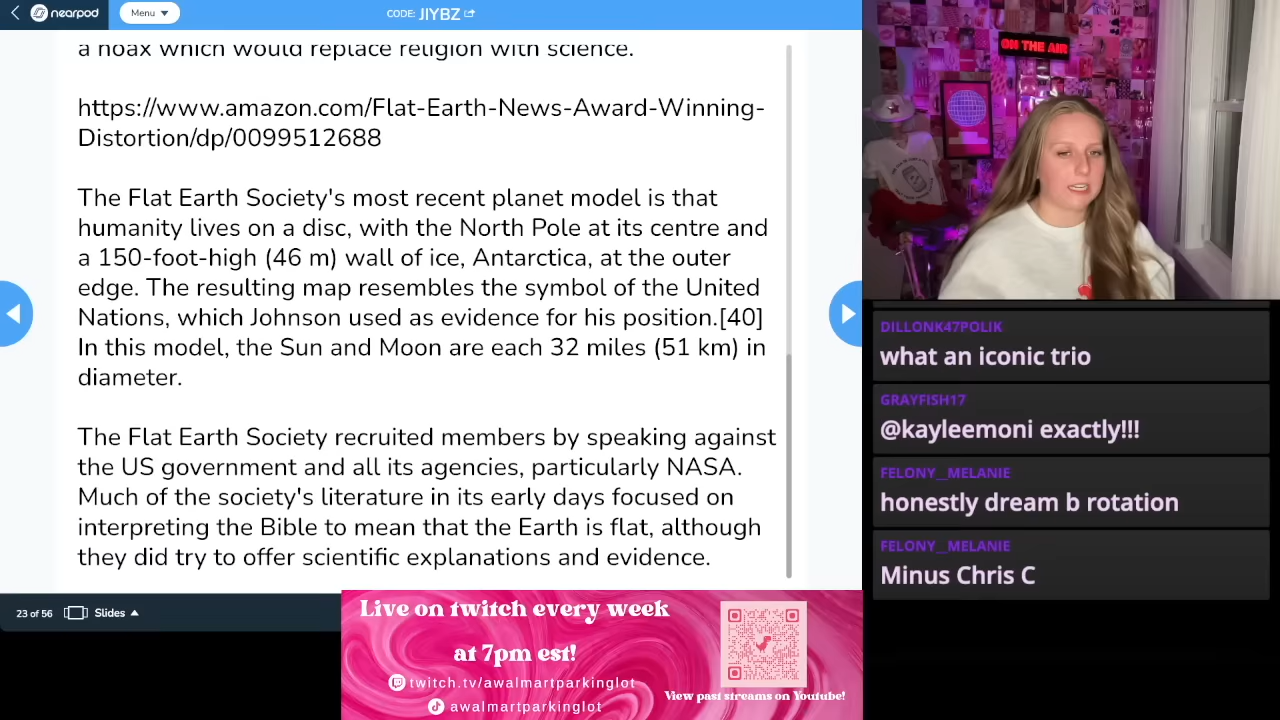 nearpod
Menu
CODE: JIYBZ
a hoax which would replace religion with science.
https://www.amazon.com/Flat-Earth-News-Award-Winning-
Distortion/dp/0099512688
The Flat Earth Society's most recent planet model is that
humanity lives on a disc, with the North Pole at its centre and
a 150-foot-high (46 m) wall of ice, Antarctica, at the outer
edge. The resulting map resembles the symbol of the United
Nations, which Johnson used as evidence for his position.[40]
In this model, the Sun and Moon are each 32 miles (51 km) in
diameter.
The Flat Earth Society recruited members by speaking against
the US government and all its agencies, particularly NASA.
Much of the society's literature in its early days focused on
interpreting the Bible to mean that the Earth is flat, although
they did try to offer scientific explanations and evidence.
23 of 56
Slides
ON THE AIR
DILLONK47POLIK
what an iconic trio
GRAYFISH17
@kayleemoni exactly!!!
FELONY__MELANIE
honestly dream b rotation
FELONY__MELANIE
Minus Chris C
Live on twitch every week
at 7pm est!
twitch.tv/awalmartparkinglot
awalmartparkinglot
View past streams on Youtube!